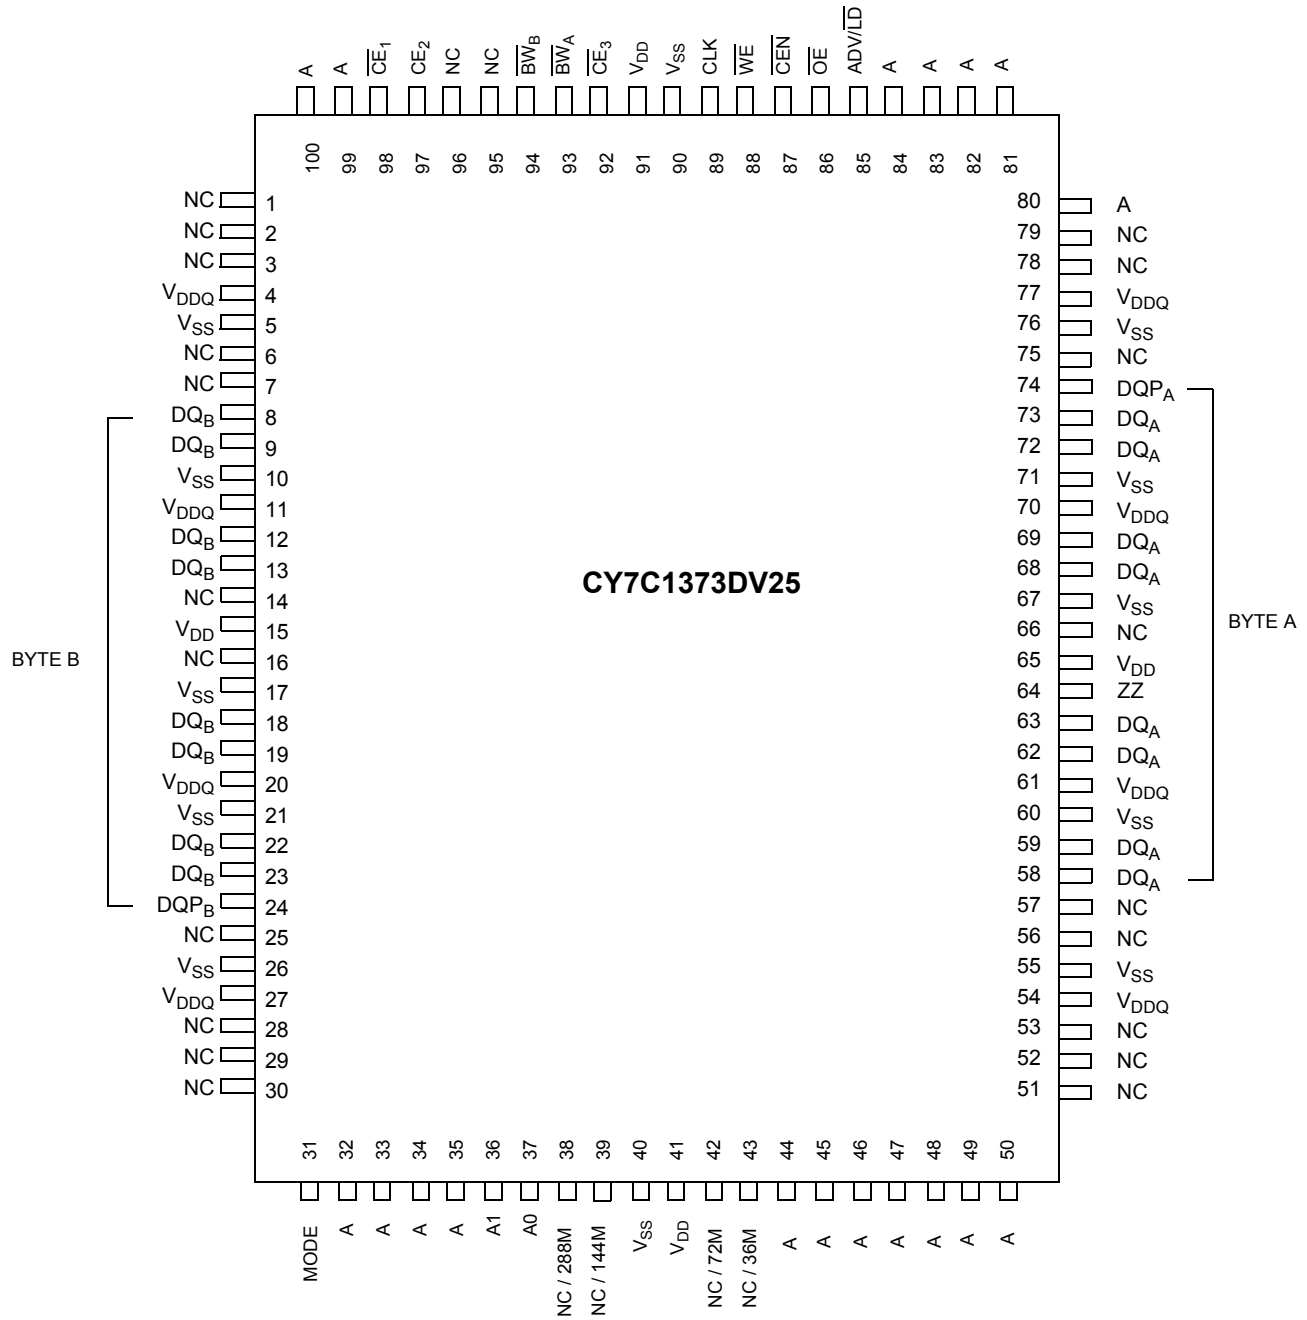 A
A
CE1
CE2
NC
NC
BWB
BWA
CE3
VDD
VSS
CLK
WE
CEN
OE
ADV/LD
A
A
A
A
100
99
98
97
96
95
94
93
92
91
90
89
88
87
86
85
84
83
82
81
NC 1
NC 2
NC 3
VDDQ 4
VSS 5
NC 6
NC 7
DQB 8
DQB 9
VSS 10
VDDQ 11
DQB 12
DQB 13
NC 14
VDD 15
NC 16
VSS 17
DQB 18
DQB 19
VDDQ 20
VSS 21
DQB 22
DQB 23
DQPB 24
NC 25
VSS 26
VDDQ 27
NC 28
NC 29
NC 30
BYTE B
CY7C1373DV25
80 A
79 NC
78 NC
77 VDDQ
76 VSS
75 NC
74 DQPA
73 DQA
72 DQA
71 VSS
70 VDDQ
69 DQA
68 DQA
67 VSS
66 NC
65 VDD
64 ZZ
63 DQA
62 DQA
61 VDDQ
60 VSS
59 DQA
58 DQA
57 NC
56 NC
55 VSS
54 VDDQ
53 NC
52 NC
51 NC
BYTE A
31
32
33
34
35
36
37
38
39
40
41
42
43
44
45
46
47
48
49
50
MODE
A
A
A
A
A1
A0
NC / 288M
NC / 144M
VSS
VDD
NC / 72M
NC / 36M
A
A
A
A
A
A
A